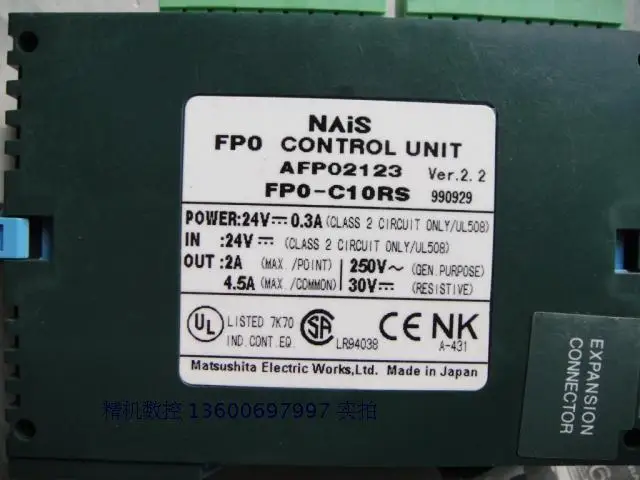 NAiS
FP0 CONTROL UNIT
AFP02123 Ver.2.2
FP0-C10RS 990929
POWER:24V⎓0.3A (CLASS 2 CIRCUIT ONLY/UL508)
IN :24V⎓ (CLASS 2 CIRCUIT ONLY/UL508)
OUT :2A (MAX./POINT) 250V~ (GEN.PURPOSE)
4.5A (MAX./COMMON) 30V⎓ (RESISTIVE)
UL LISTED 7K70 SA CE NK
IND.CONT.EQ. LR94038 A-431
Matsushita Electric Works,Ltd. Made in Japan
EXPANSION
CONNECTOR
精机数控 13600697997 实拍